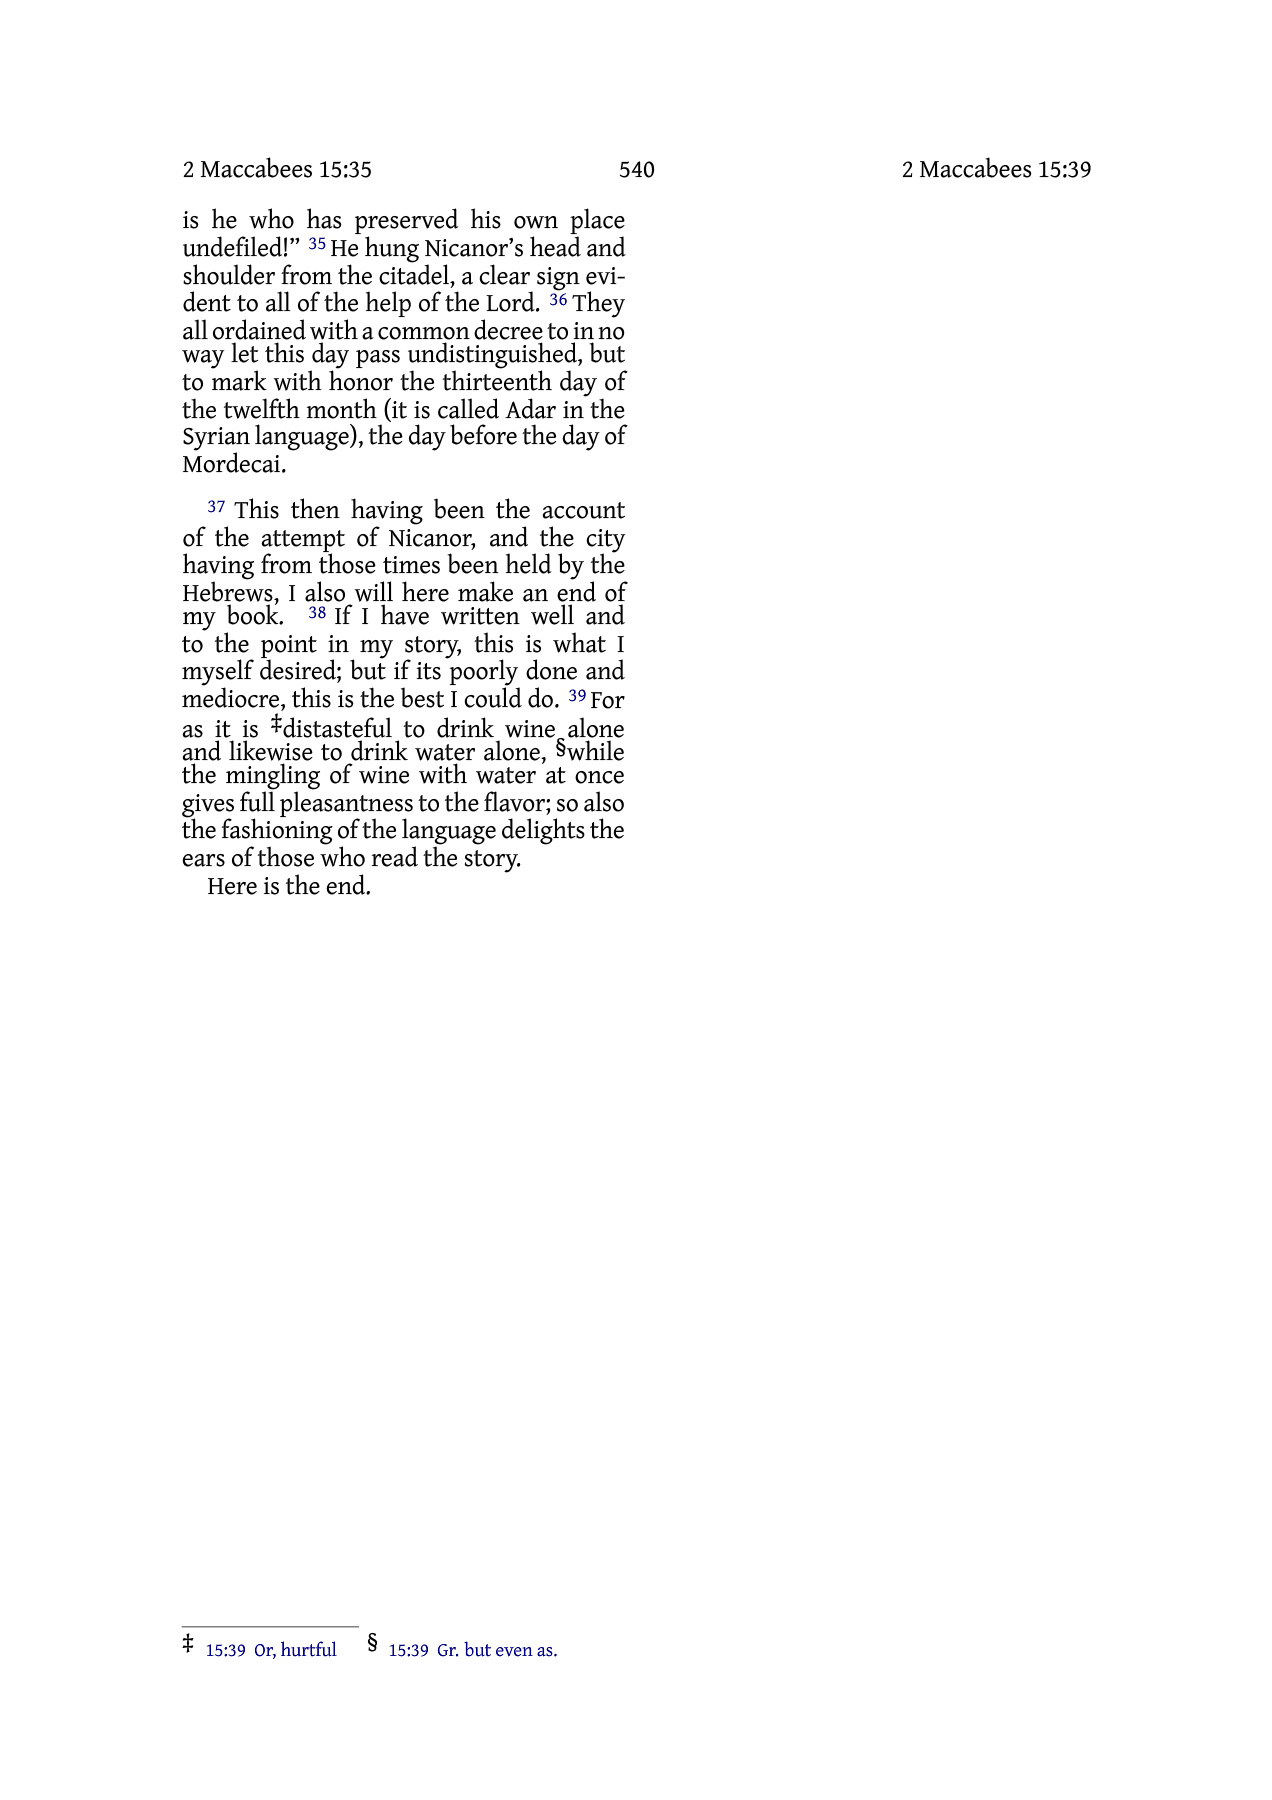 2 Maccabees 15:35 540 2 Maccabees 15:39
is he who has preserved his own place
undefiled!” 35 He hung Nicanor’s head and
shoulder from the citadel, a clear sign evi-
dent to all of the help of the Lord. 36 They
all ordained with a common decree to in no
way let this day pass undistinguished, but
to mark with honor the thirteenth day of
the twelfth month (it is called Adar in the
Syrian language), the day before the day of
Mordecai.
37 This then having been the account
of the attempt of Nicanor, and the city
having from those times been held by the
Hebrews, I also will here make an end of
my book. 38 If I have written well and
to the point in my story, this is what I
myself desired; but if its poorly done and
mediocre, this is the best I could do. 39 For
as it is ‡distasteful to drink wine alone
and likewise to drink water alone, §while
the mingling of wine with water at once
gives full pleasantness to the flavor; so also
the fashioning of the language delights the
ears of those who read the story.
Here is the end.
‡ 15:39 Or, hurtful § 15:39 Gr. but even as.